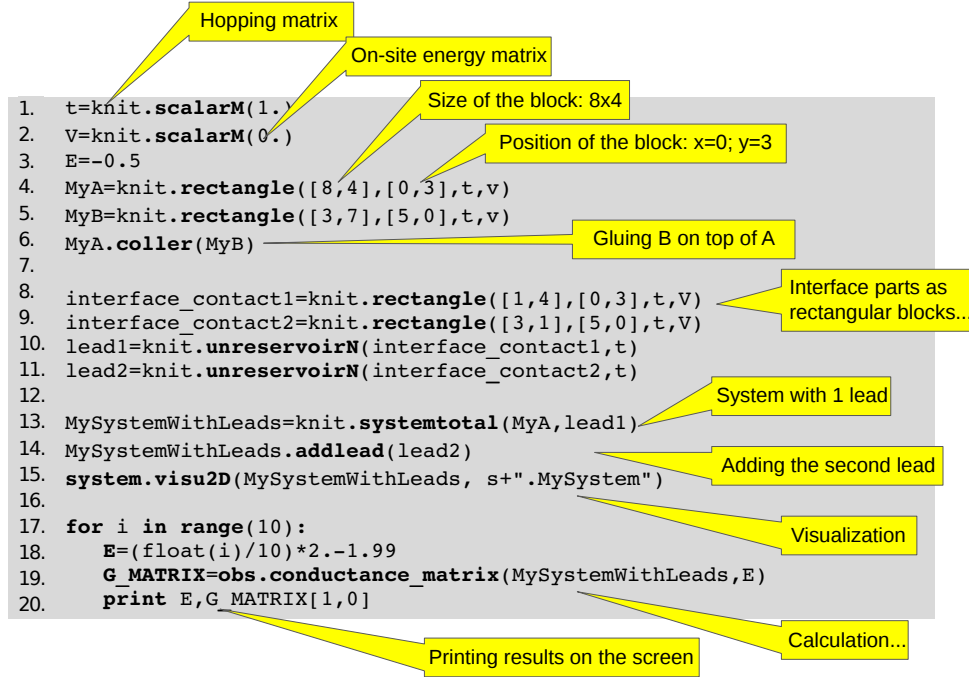 Hopping matrix
On-site energy matrix
Size of the block: 8x4
Position of the block: x=0; y=3
1. t=knit.scalarM(1.)
2. V=knit.scalarM(0.)
3. E=-0.5
4. MyA=knit.rectangle([8,4],[0,3],t,v)
5. MyB=knit.rectangle([3,7],[5,0],t,v)
6. MyA.coller(MyB)
Gluing B on top of A
7.
8. interface_contact1=knit.rectangle([1,4],[0,3],t,V)
Interface parts as
rectangular blocks...
9. interface_contact2=knit.rectangle([3,1],[5,0],t,V)
10. lead1=knit.unreservoirN(interface_contact1,t)
11. lead2=knit.unreservoirN(interface_contact2,t)
12.
System with 1 lead
13. MySystemWithLeads=knit.systemtotal(MyA,lead1)
14. MySystemWithLeads.addlead(lead2)
Adding the second lead
15. system.visu2D(MySystemWithLeads, s+".MySystem")
16.
Visualization
17. for i in range(10):
18. E=(float(i)/10)*2.-1.99
19. G_MATRIX=obs.conductance_matrix(MySystemWithLeads,E)
20. print E,G_MATRIX[1,0]
Calculation...
Printing results on the screen